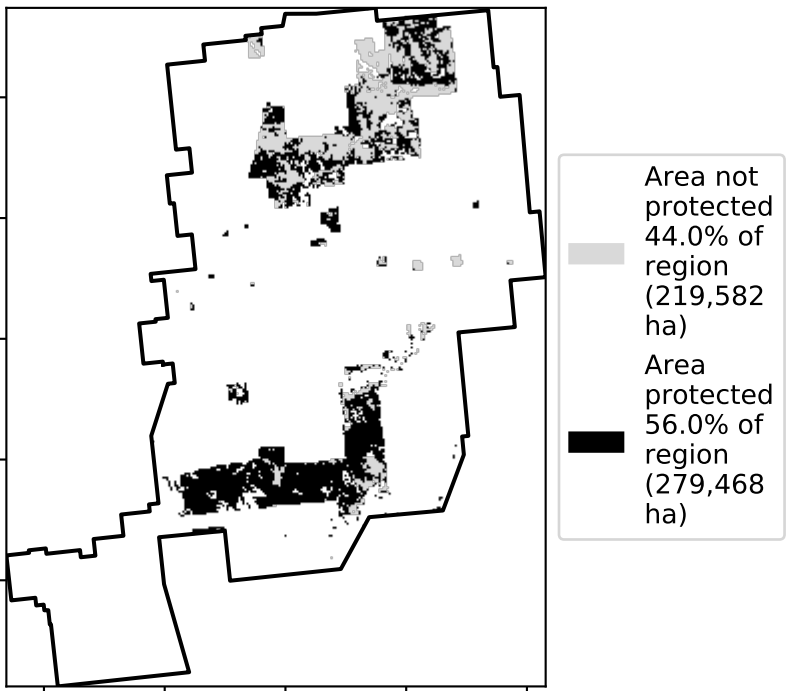 Area not
protected
44.0% of
region
(219,582
ha)
Area
protected
56.0% of
region
(279,468
ha)